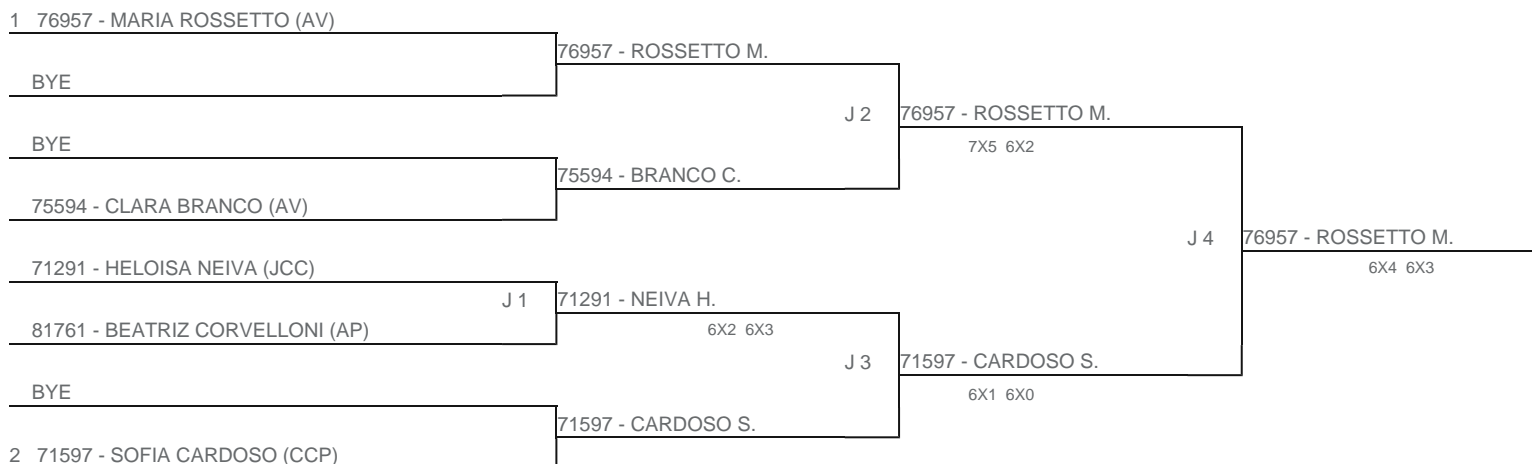 1 76957 - MARIA ROSSETTO (AV)
76957 - ROSSETTO M.
BYE
J 2 76957 - ROSSETTO M.
BYE
7X5 6X2
75594 - BRANCO C.
75594 - CLARA BRANCO (AV)
J 4 76957 - ROSSETTO M.
71291 - HELOISA NEIVA (JCC)
6X4 6X3
J 1 71291 - NEIVA H.
81761 - BEATRIZ CORVELLONI (AP)
6X2 6X3
J 3 71597 - CARDOSO S.
BYE
6X1 6X0
71597 - CARDOSO S.
2 71597 - SOFIA CARDOSO (CCP)